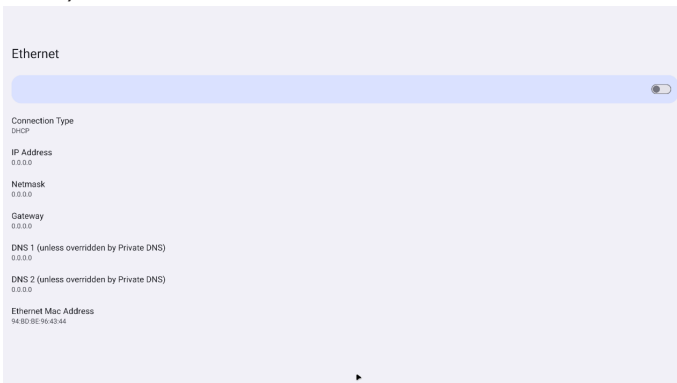 Ethernet
Connection Type
DHCP
IP Address
0.0.0.0
Netmask
0.0.0.0
Gateway
0.0.0.0
DNS 1 (unless overridden by Private DNS)
0.0.0.0
DNS 2 (unless overridden by Private DNS)
0.0.0.0
Ethernet Mac Address
94:BD:BE:96:43:44